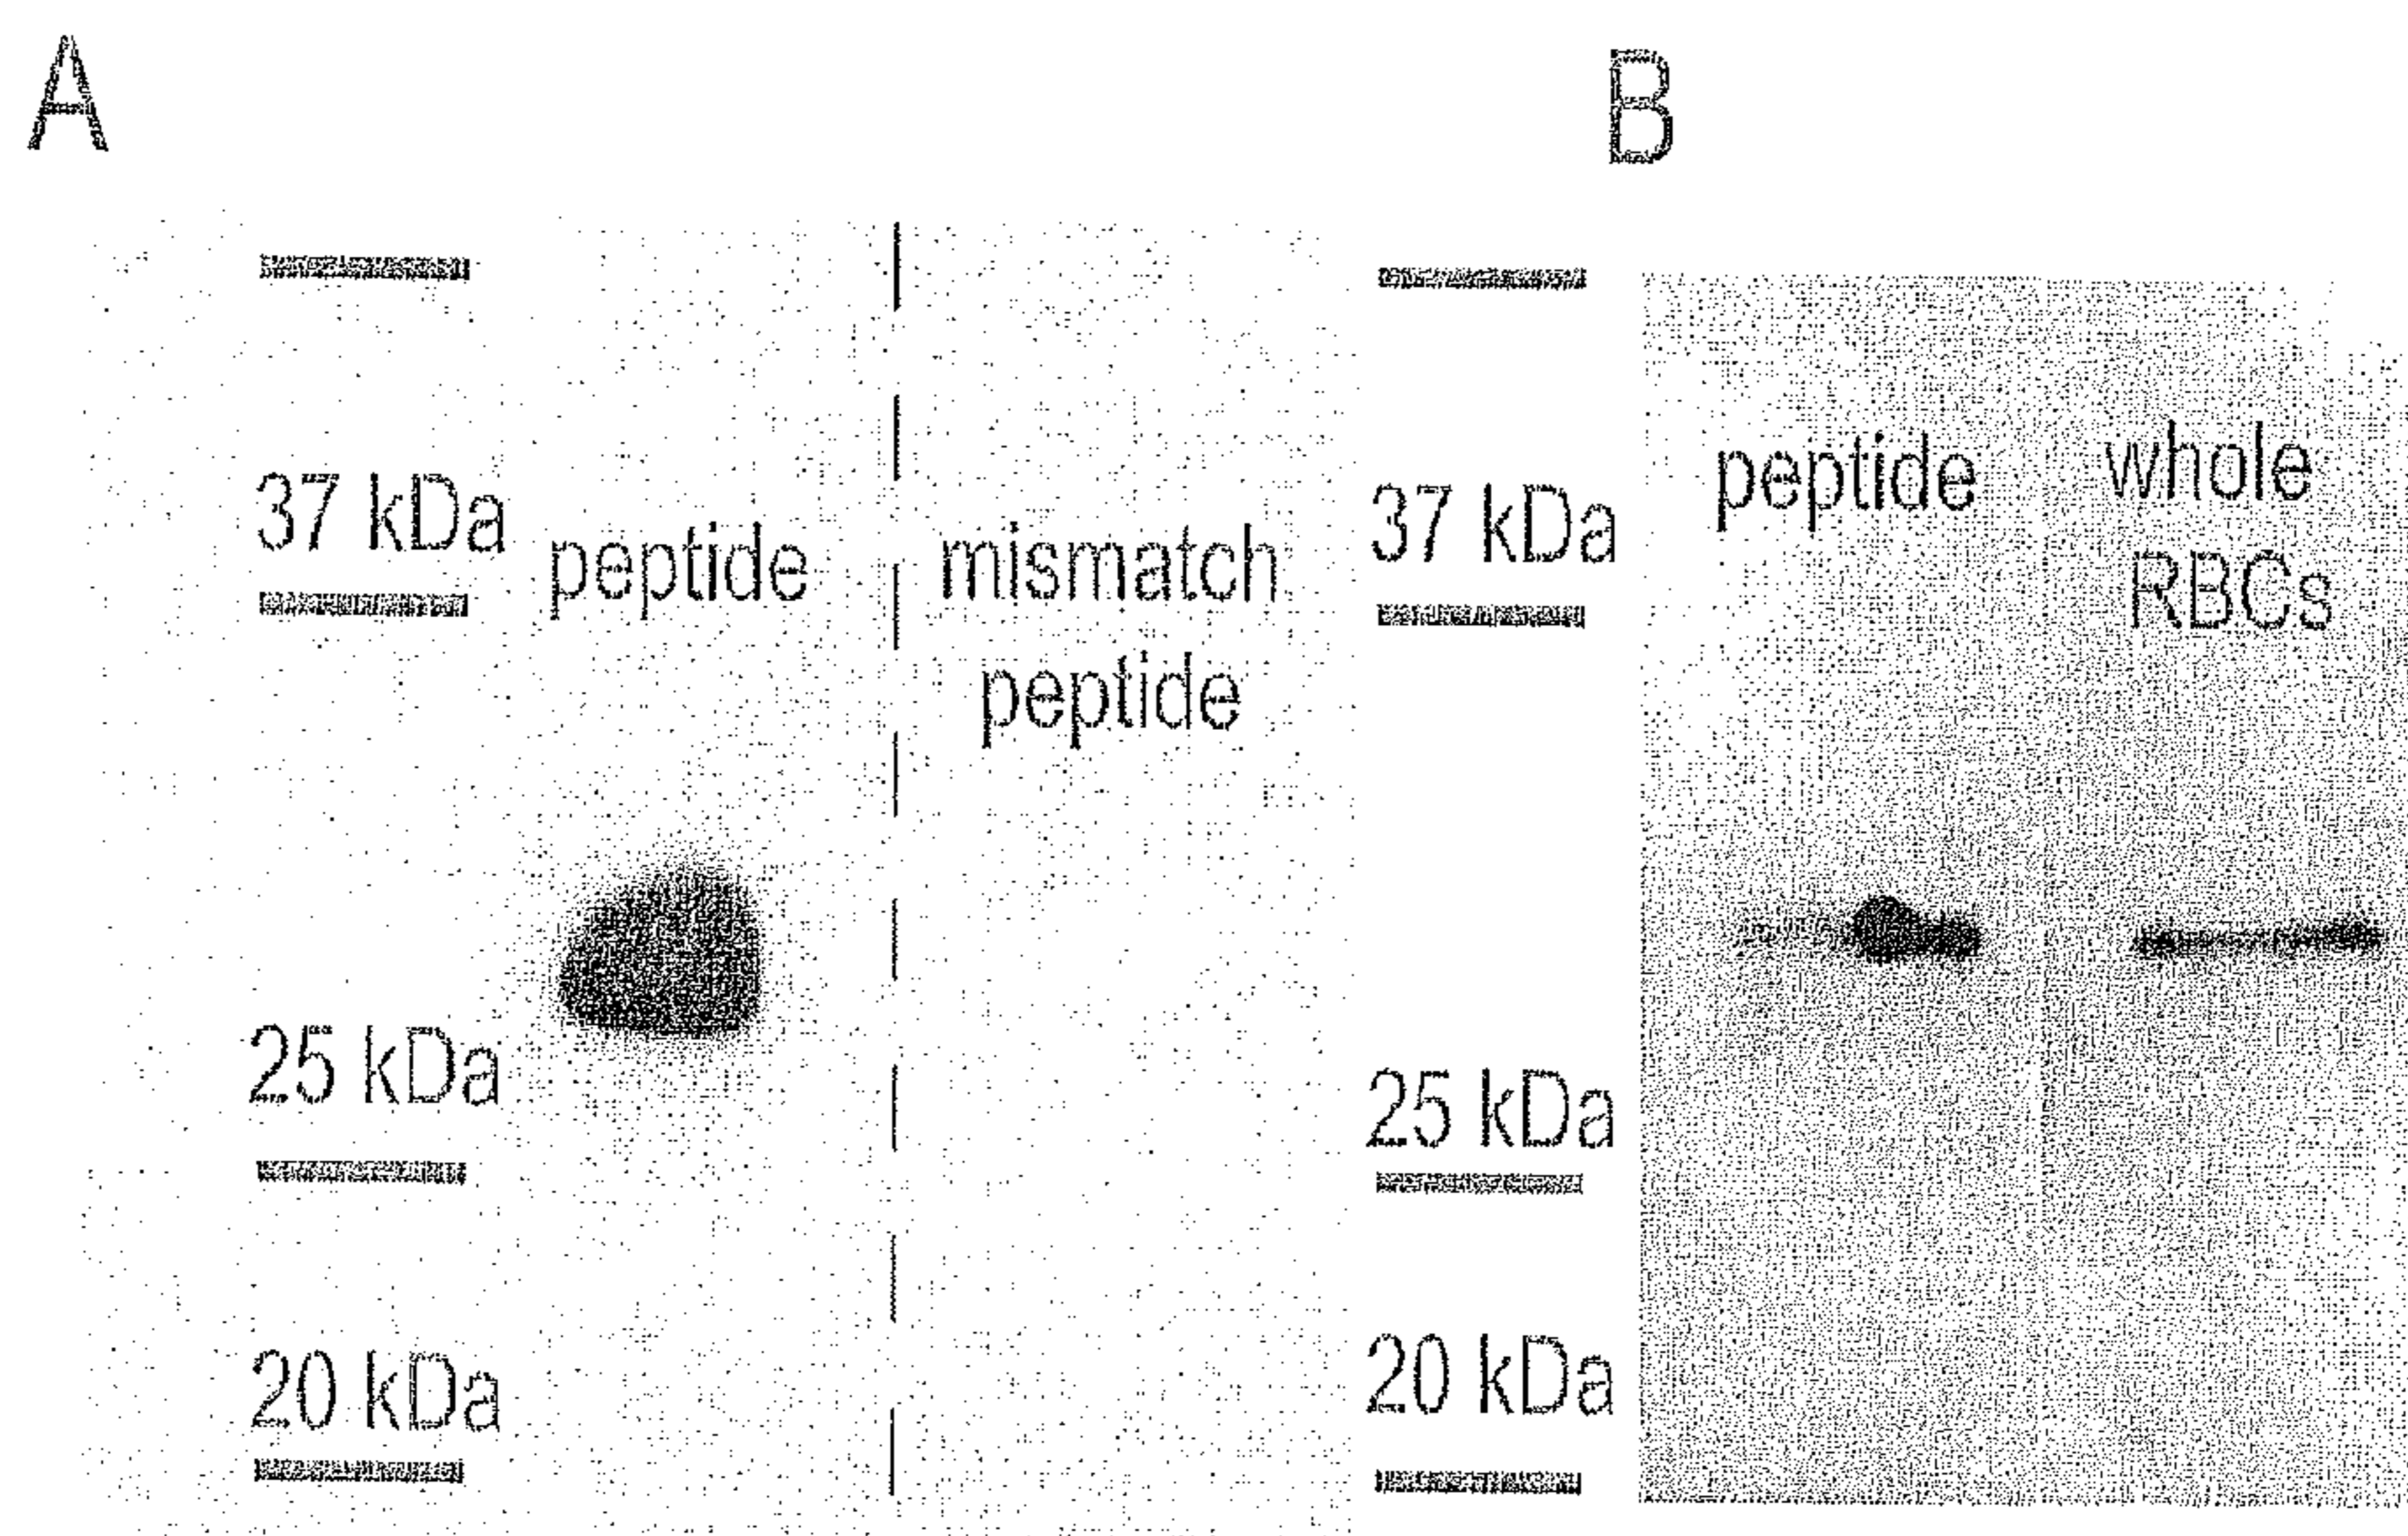 A
37 kDa
peptide
mismatch
peptide
25 kDa
20 kDa
B
37 kDa
peptide
whole
RBCs
25 kDa
20 kDa